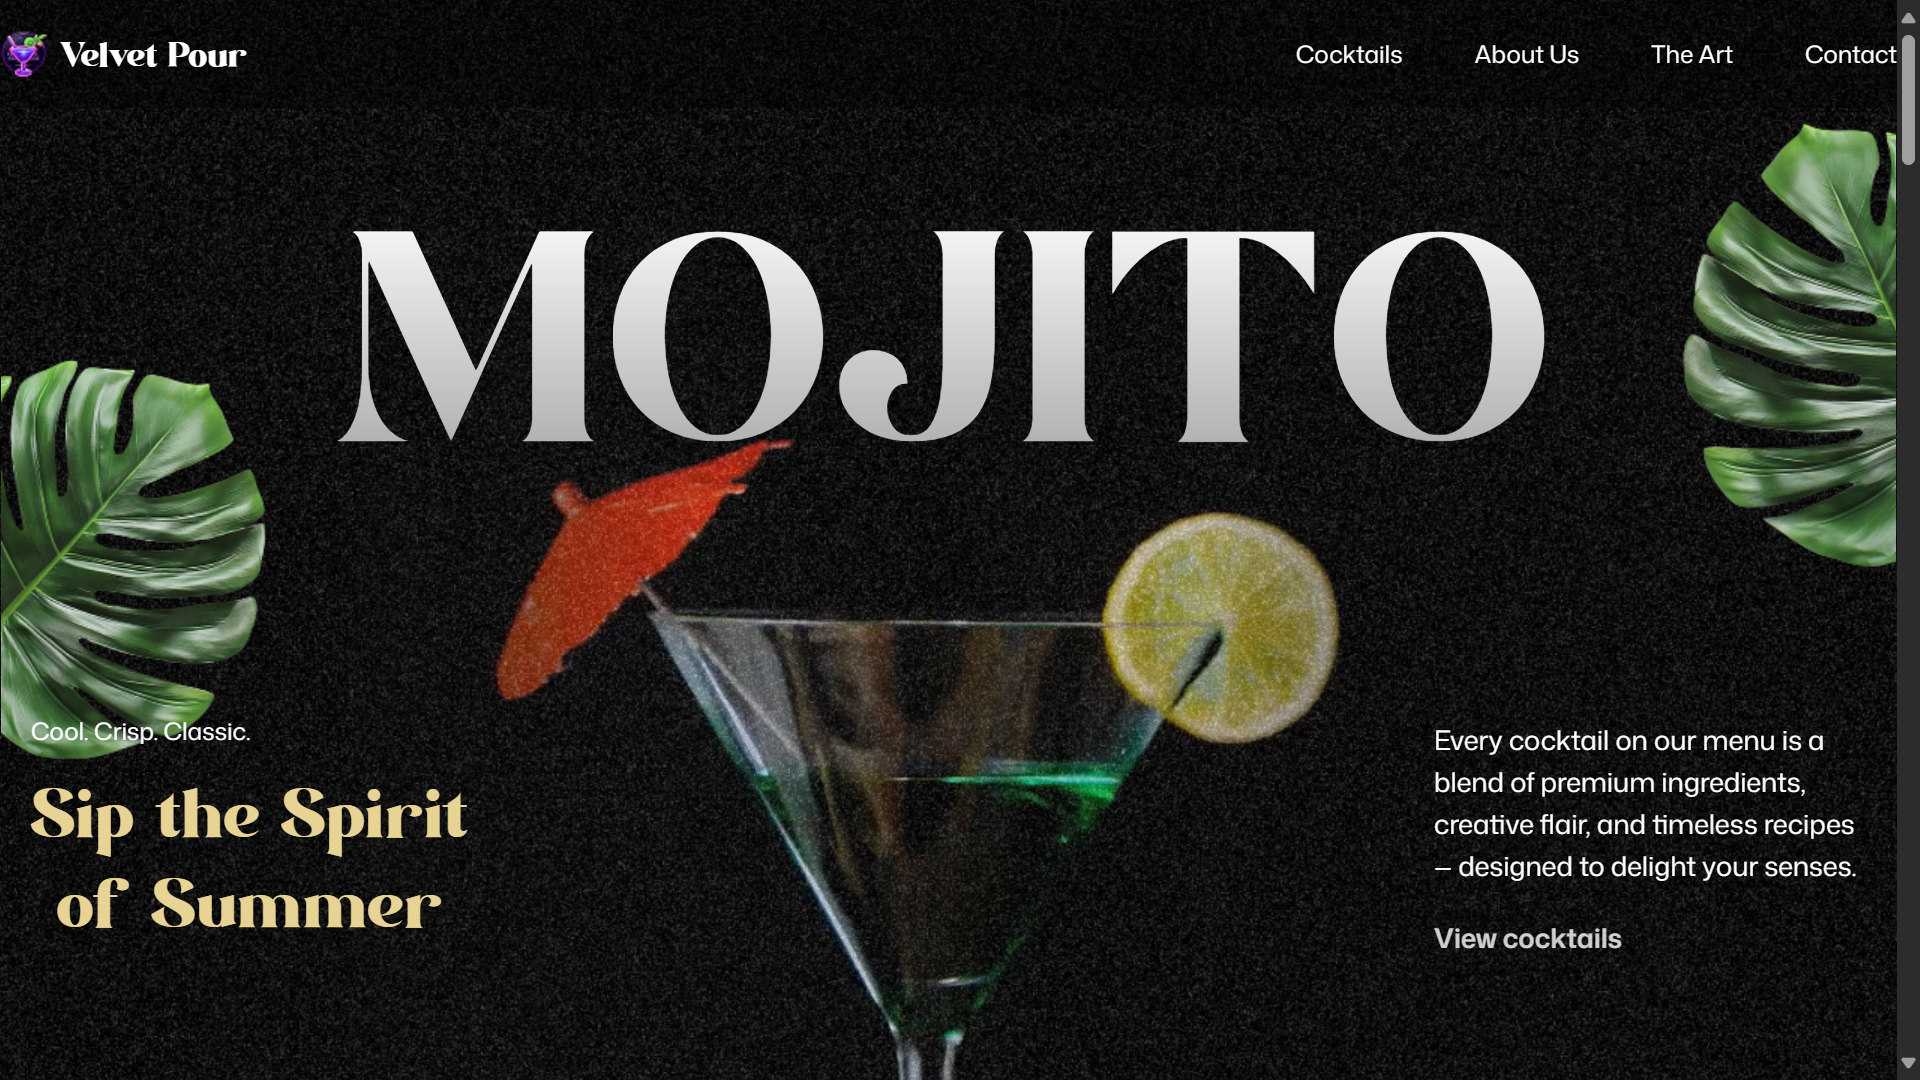 Velvet Pour
Cocktails
About Us
The Art
Contact
MOJITO
Cool. Crisp. Classic.
Sip the Spirit
of Summer
Every cocktail on our menu is a
blend of premium ingredients,
creative flair, and timeless recipes
– designed to delight your senses.
View cocktails